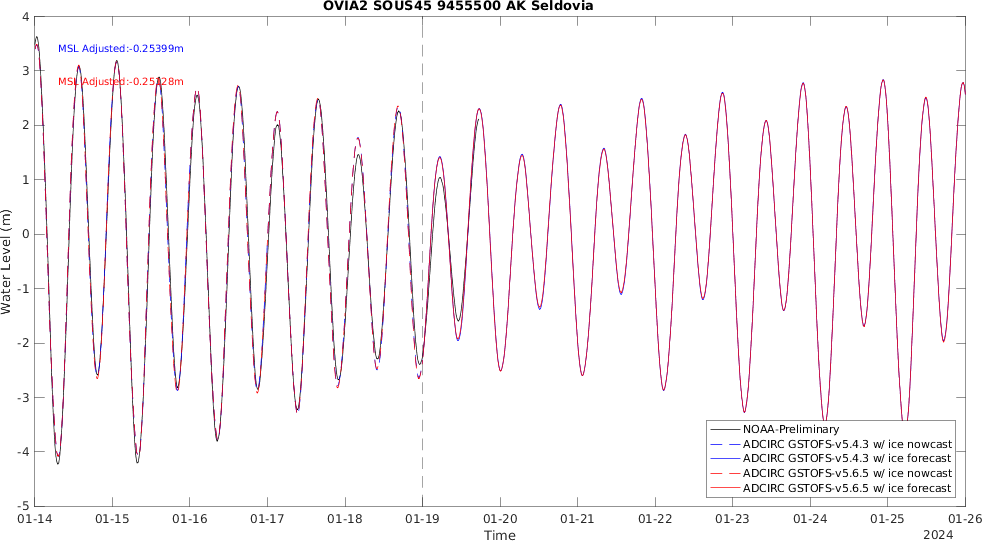 OVIA2 SOUS45 9455500 AK Seldovia
MSL Adjusted:-0.25399m
MSL
Water Level (m)
4
3
2
1
0
-1
-2
-3
-4
-5
01-14
01-15
01-16
01-17
01-18
01-19
01-20
01-21
01-22
01-23
01-24
01-25
01-26
Time
2024
NOAA-Preliminary
ADCIRC GSTOFS-v5.4.3 w/ ice nowcast
ADCIRC GSTOFS-v5.4.3 w/ ice forecast
ADCIRC GSTOFS-v5.6.5 w/ ice nowcast
ADCIRC GSTOFS-v5.6.5 w/ ice forecast